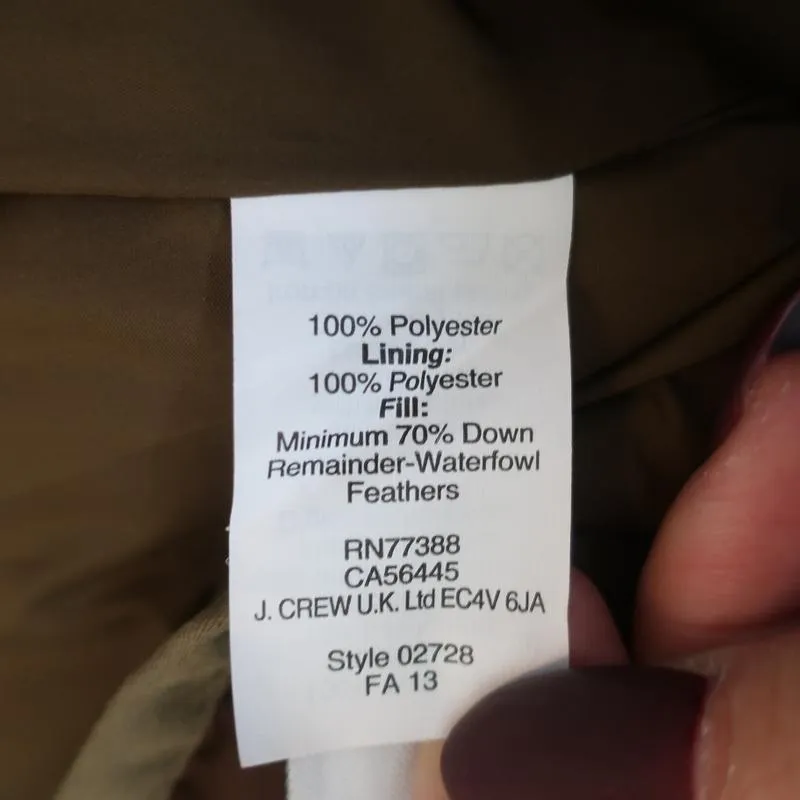 100% Polyester
Lining:
100% Polyester
Fill:
Minimum 70% Down
Remainder-Waterfowl
Feathers
RN77388
CA56445
J. CREW U.K. Ltd EC4V 6JA
Style 02728
FA 13